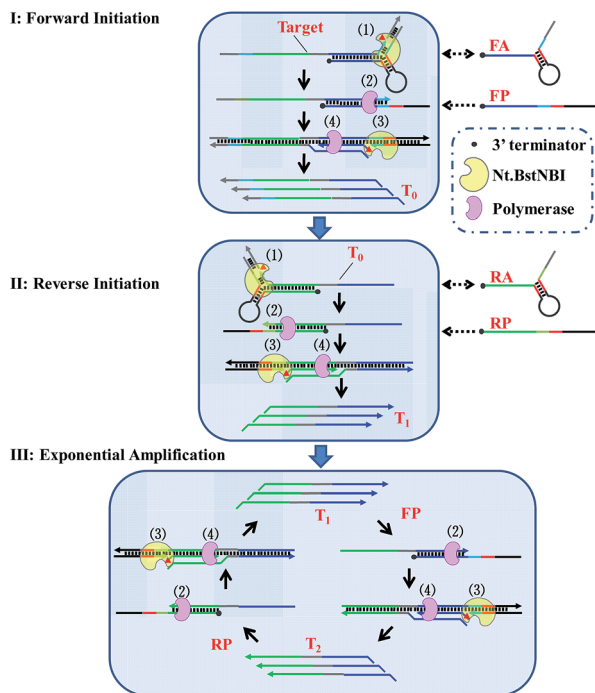 I: Forward Initiation
Target
(1)
FA
(2)
FP
(4) (3)
T0
3' terminator
Nt.BstNBI
Polymerase
II: Reverse Initiation
(1)
T0
RA
(2)
RP
(3) (4)
T1
III: Exponential Amplification
T1
FP
(3) (4)
(2)
(2)
(4) (3)
RP
T2